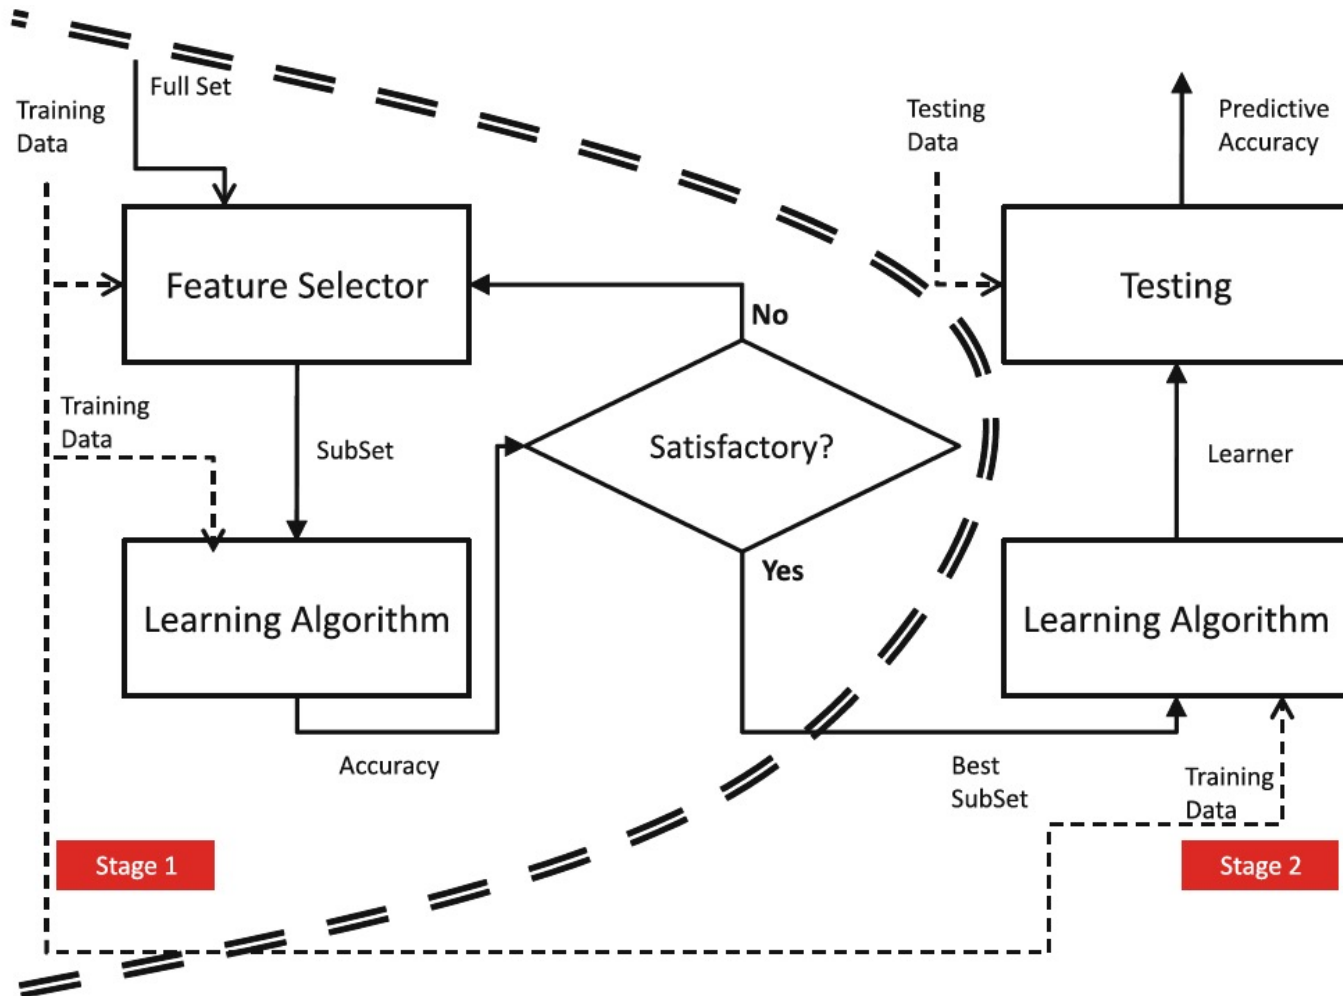 Full Set
Training
Data
Testing
Data
Predictive
Accuracy
Feature Selector
Testing
No
Training
Data
SubSet
Satisfactory?
Learner
Yes
Learning Algorithm
Learning Algorithm
Accuracy
Best
SubSet
Training
Data
Stage 1
Stage 2